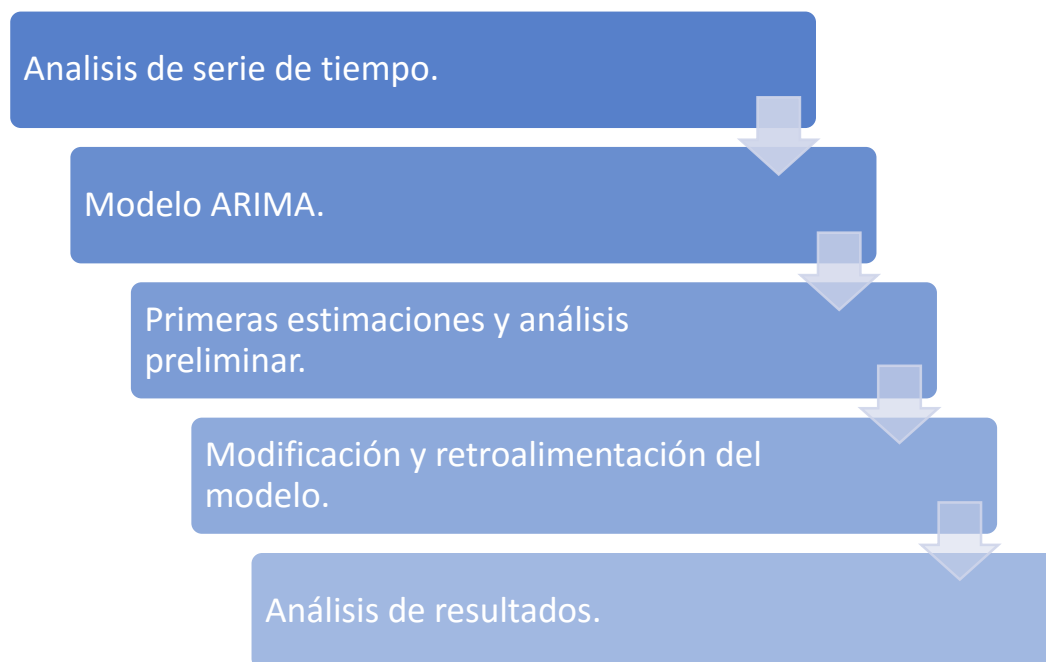 Analisis de serie de tiempo.
Modelo ARIMA.
Primeras estimaciones y análisis
preliminar.
Modificación y retroalimentación del
modelo.
Análisis de resultados.